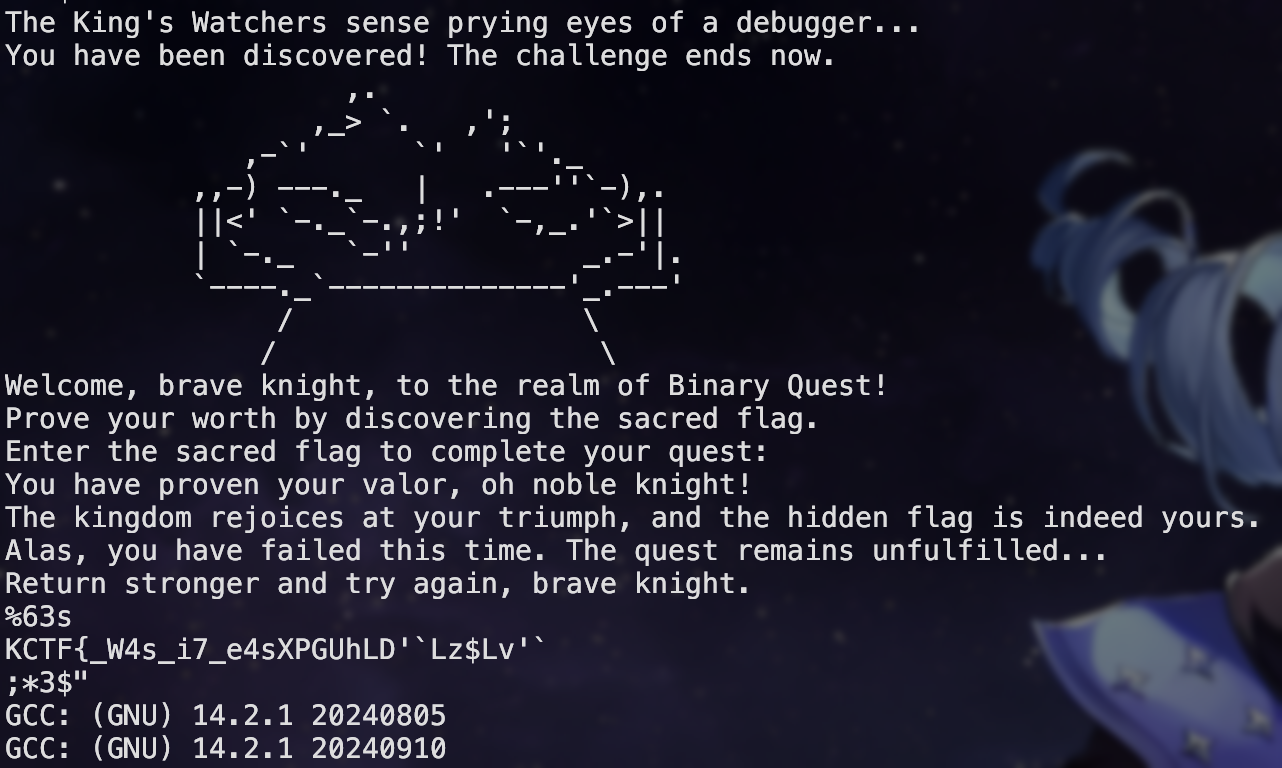 The King's Watchers sense prying eyes of a debugger...
You have been discovered! The challenge ends now.
                       ,.
                    ,_> `.    ,';
                ,-`'       `'   '`'._
            ,,-) ---._    |    .---''`-),.
            ||<' `-._`-.,;!'  `-,_.'`>||
            | `-._   `-''           _.-'|.
            `----._`--------------'_.---'
                 /                  \
                /                    \
Welcome, brave knight, to the realm of Binary Quest!
Prove your worth by discovering the sacred flag.
Enter the sacred flag to complete your quest:
You have proven your valor, oh noble knight!
The kingdom rejoices at your triumph, and the hidden flag is indeed yours.
Alas, you have failed this time. The quest remains unfulfilled...
Return stronger and try again, brave knight.
%63s
KCTF{_W4s_i7_e4sXPGUhLD'`Lz$Lv'`
;*3$"
GCC: (GNU) 14.2.1 20240805
GCC: (GNU) 14.2.1 20240910